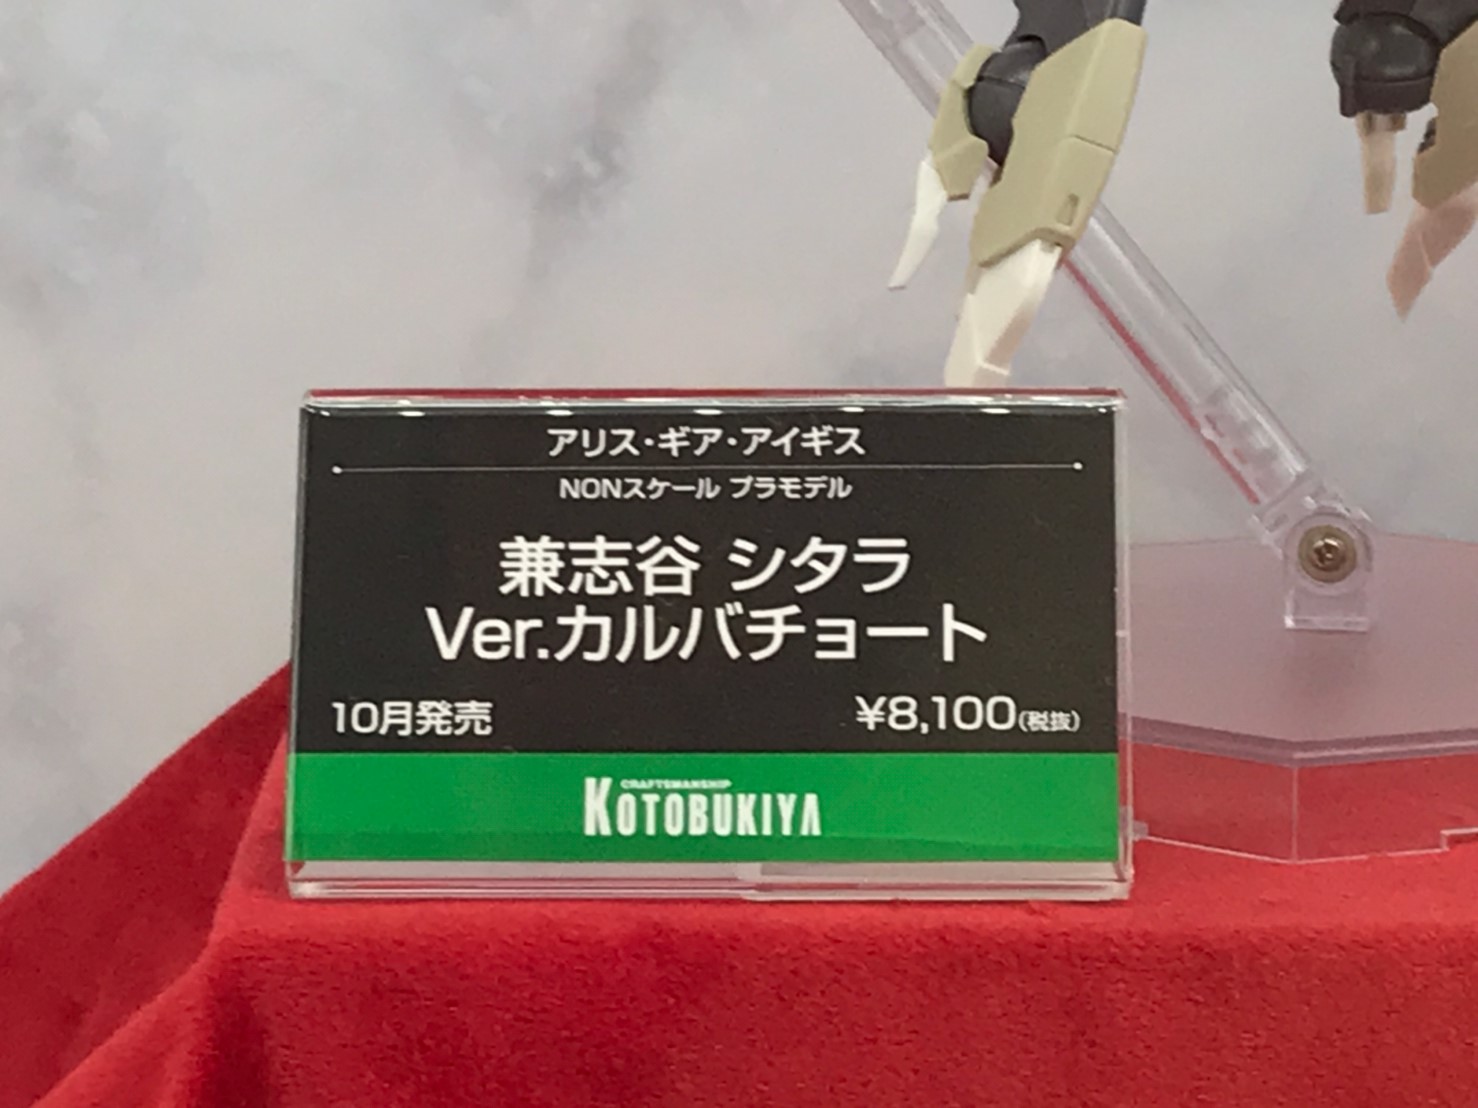 アリス・ギア・アイギス
NONスケール プラモデル
兼志谷 シタラ
Ver.カルバチョート
10月発売
¥8,100(税抜)
CRAFTSMANSHIP
KOTOBUKIYA